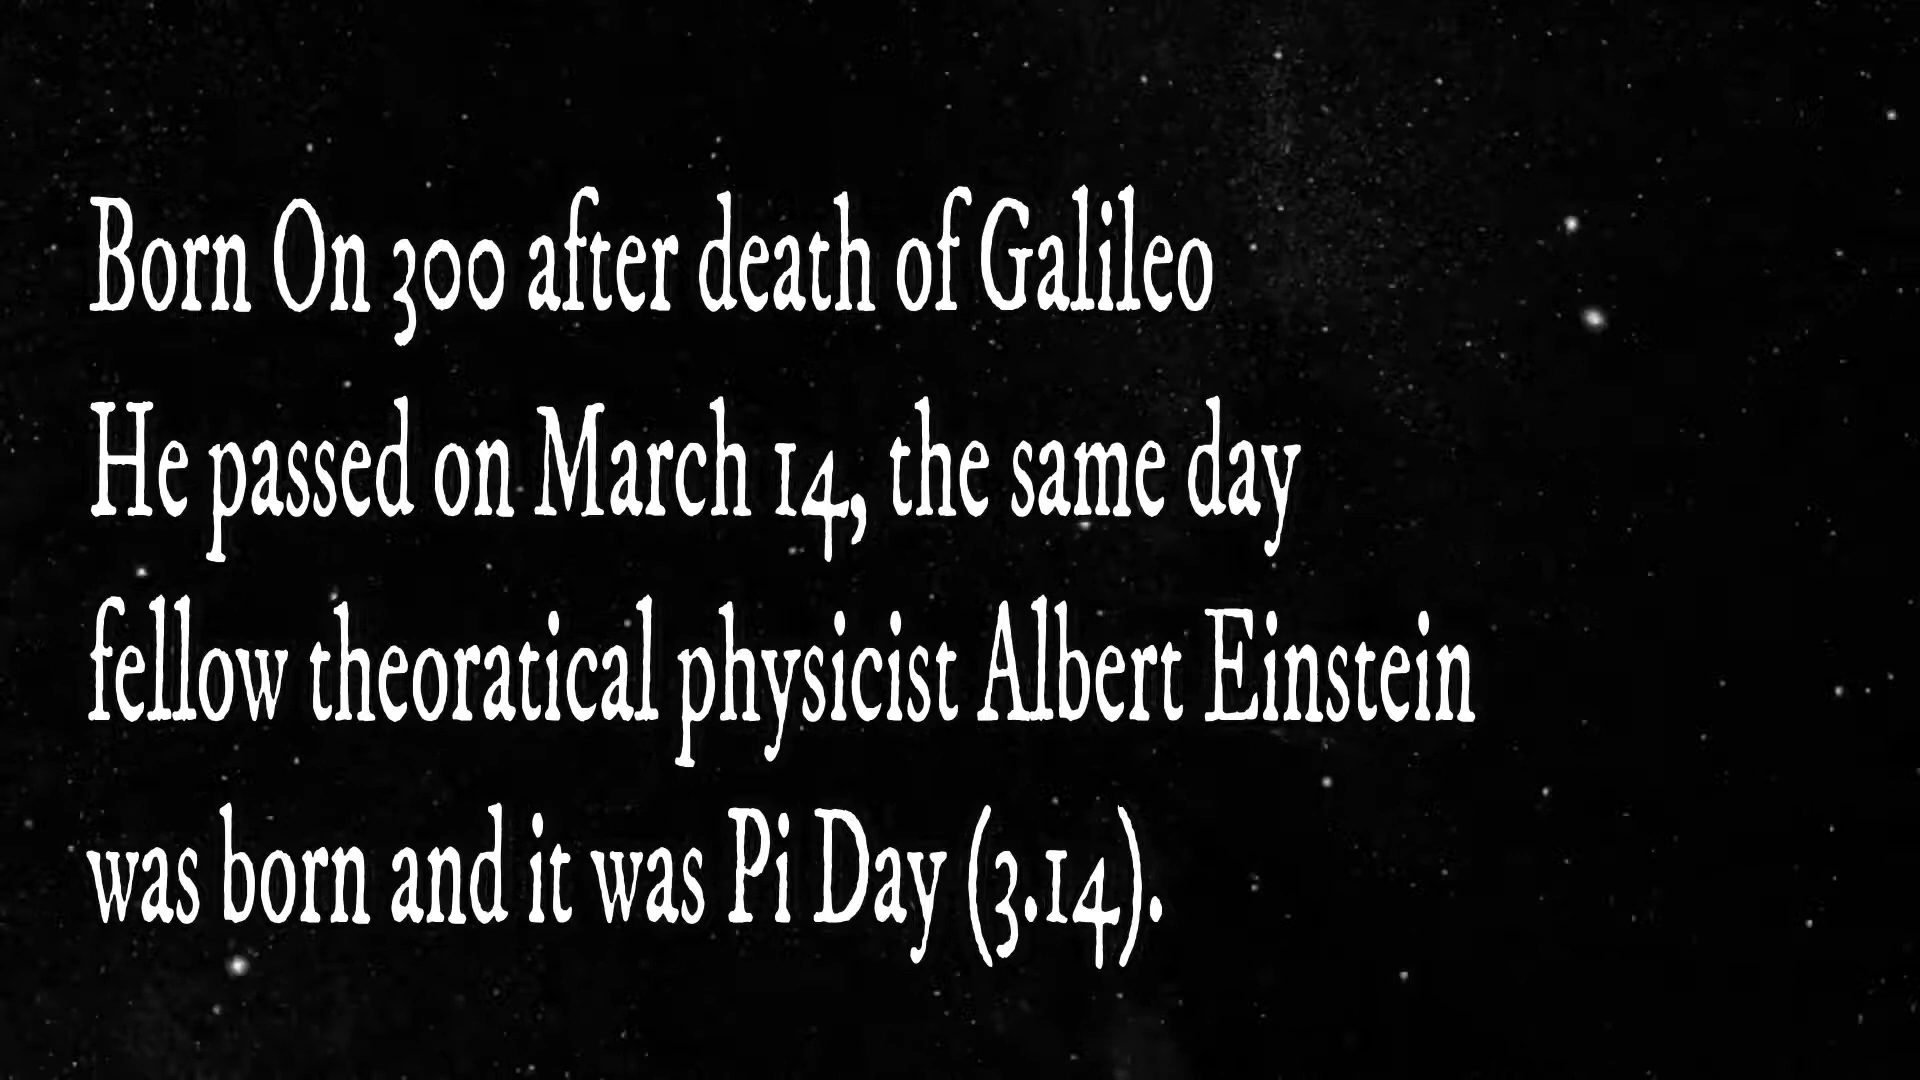 Born On 300 after death of Galileo
He passed on March 14, the same day
fellow theoratical physicist Albert Einstein
was born and it was Pi Day (3.14).